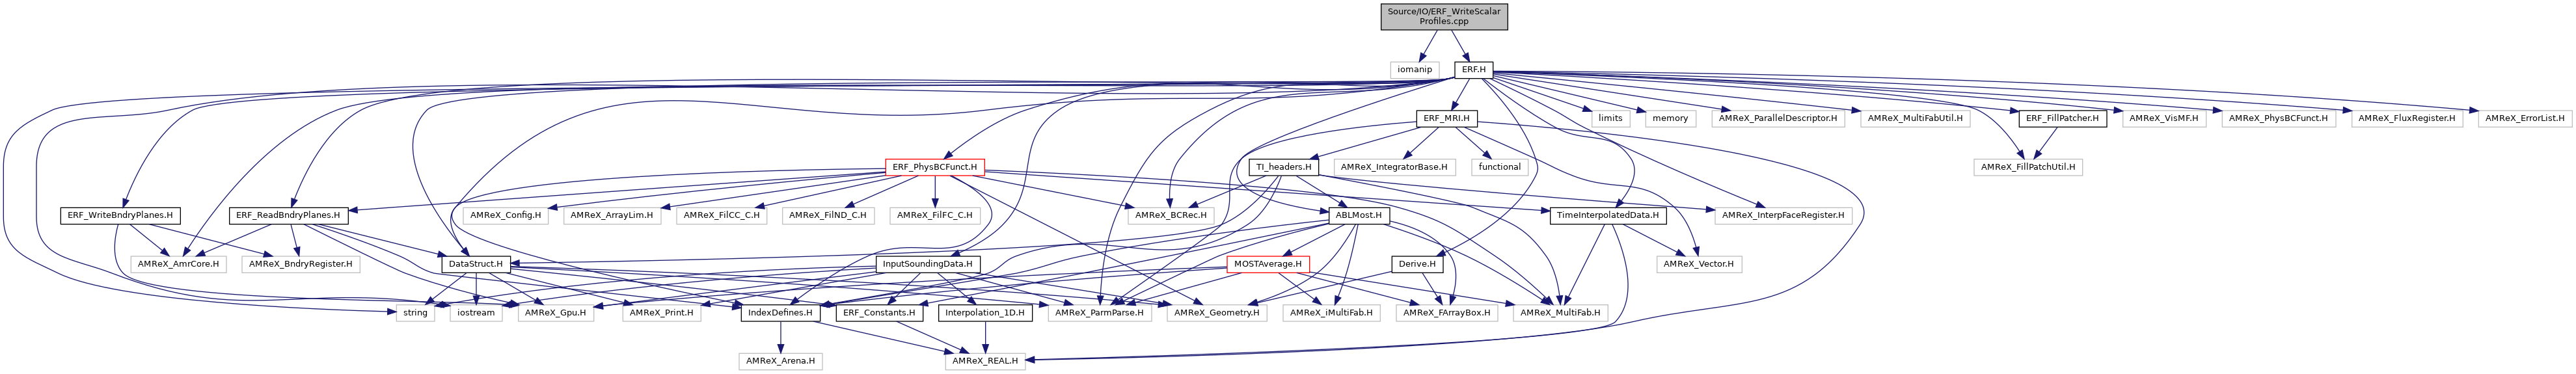 Source/IO/ERF_WriteScalar
Profiles.cpp
iomanip
ERF.H
ERF_MRI.H
limits
memory
AMReX_ParallelDescriptor.H
AMReX_MultiFabUtil.H
ERF_FillPatcher.H
AMReX_VisMF.H
AMReX_PhysBCFunct.H
AMReX_FluxRegister.H
AMReX_ErrorList.H
ERF_PhysBCFunct.H
TI_headers.H
AMReX_IntegratorBase.H
functional
AMReX_FillPatchUtil.H
ERF_WriteBndryPlanes.H
ERF_ReadBndryPlanes.H
AMReX_Config.H
AMReX_ArrayLim.H
AMReX_FilCC_C.H
AMReX_FilND_C.H
AMReX_FilFC_C.H
AMReX_BCRec.H
ABLMost.H
TimeInterpolatedData.H
AMReX_InterpFaceRegister.H
AMReX_AmrCore.H
AMReX_BndryRegister.H
DataStruct.H
InputSoundingData.H
MOSTAverage.H
Derive.H
AMReX_Vector.H
string
iostream
AMReX_Gpu.H
AMReX_Print.H
IndexDefines.H
ERF_Constants.H
Interpolation_1D.H
AMReX_ParmParse.H
AMReX_Geometry.H
AMReX_iMultiFab.H
AMReX_FArrayBox.H
AMReX_MultiFab.H
AMReX_Arena.H
AMReX_REAL.H